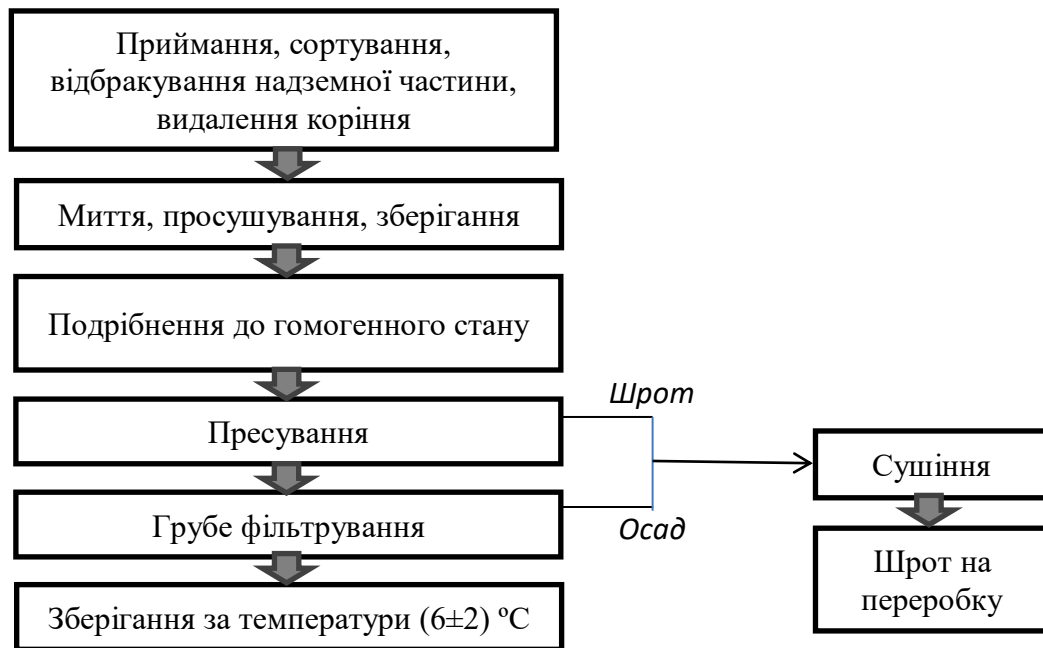 Приймання, сортування,
відбракування надземної частини,
видалення коріння
Миття, просушування, зберігання
Подрібнення до гомогенного стану
Пресування
Шрот
Грубе фільтрування
Осад
Зберігання за температури (6±2) ºС
Сушіння
Шрот на
переробку